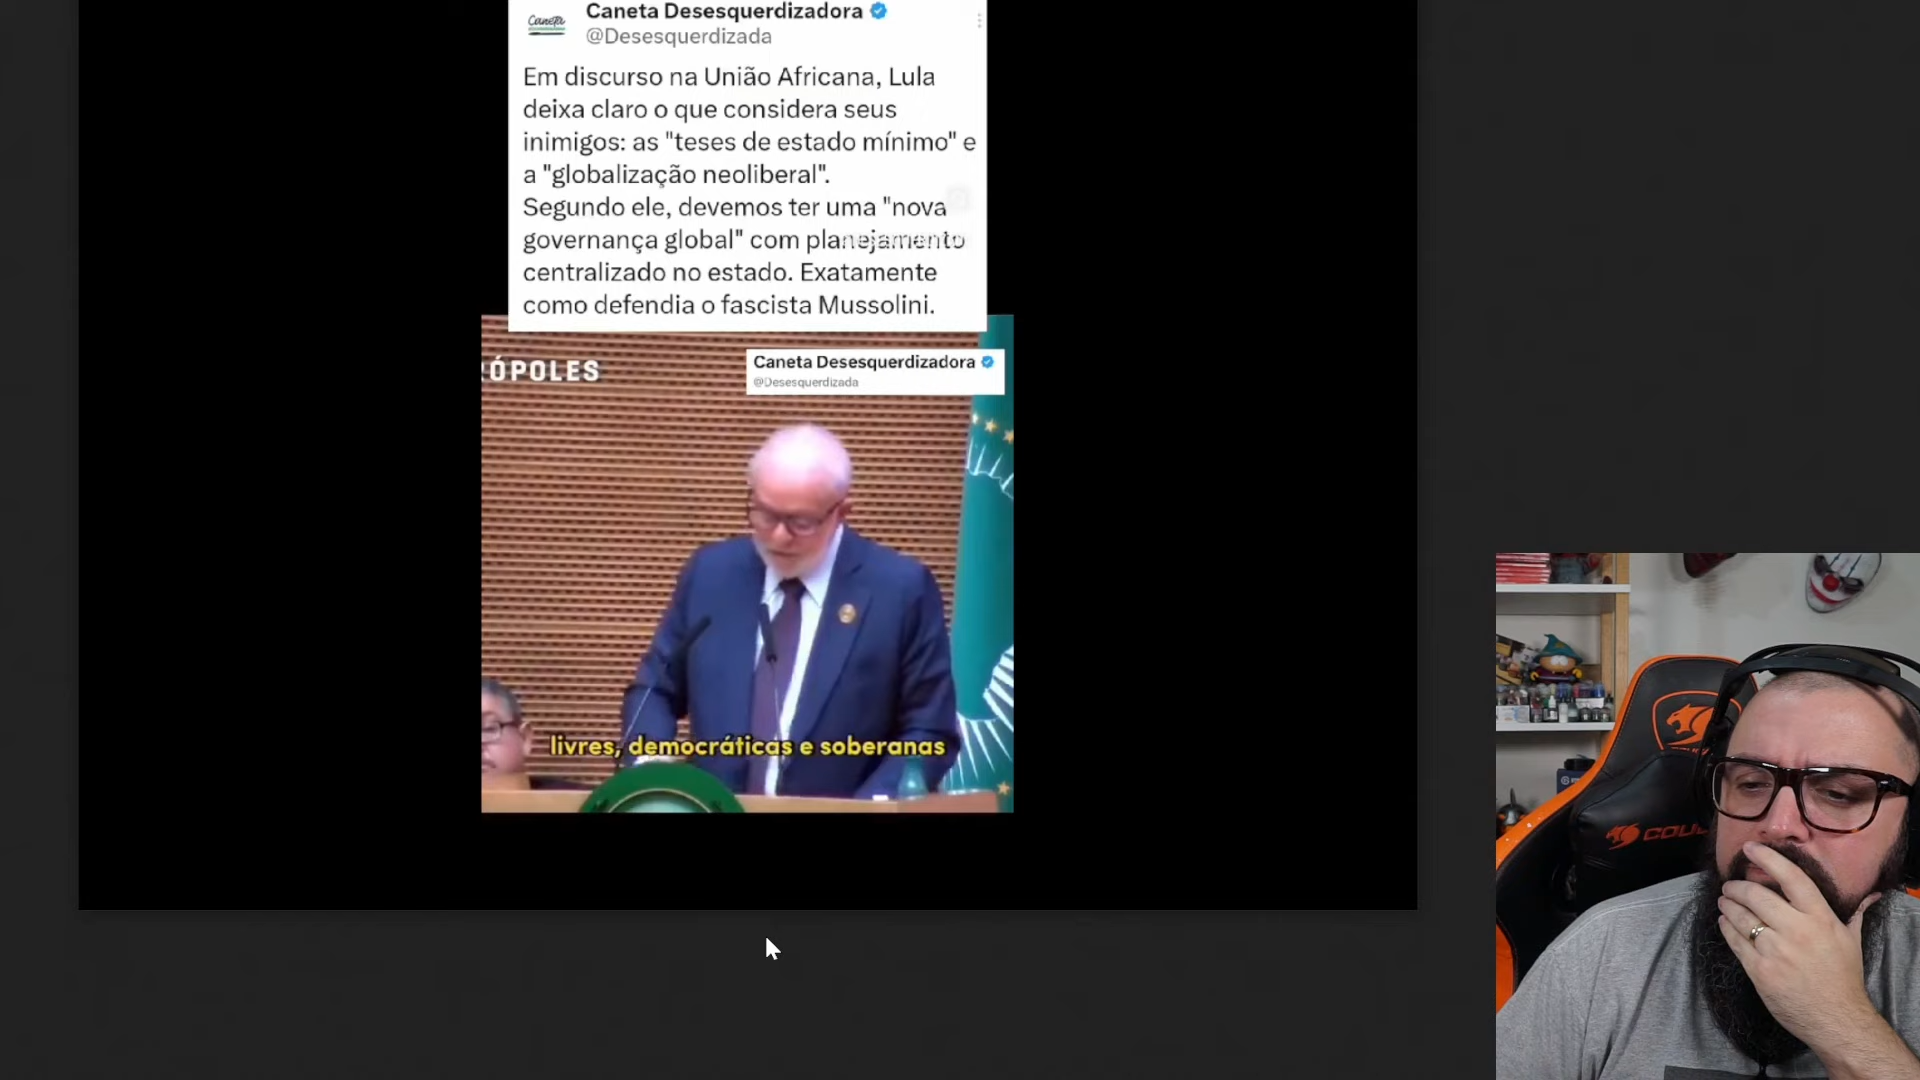 Caneta
Caneta Desesquerdizadora
@Desesquerdizada
Em discurso na União Africana, Lula
deixa claro o que considera seus
inimigos: as "teses de estado mínimo" e
a "globalização neoliberal".
Segundo ele, devemos ter uma "nova
governança global" com planejamento
centralizado no estado. Exatamente
como defendia o fascista Mussolini.
RÓPOLES
Caneta Desesquerdizadora
@Desesquerdizada
livres, democráticas e soberanas